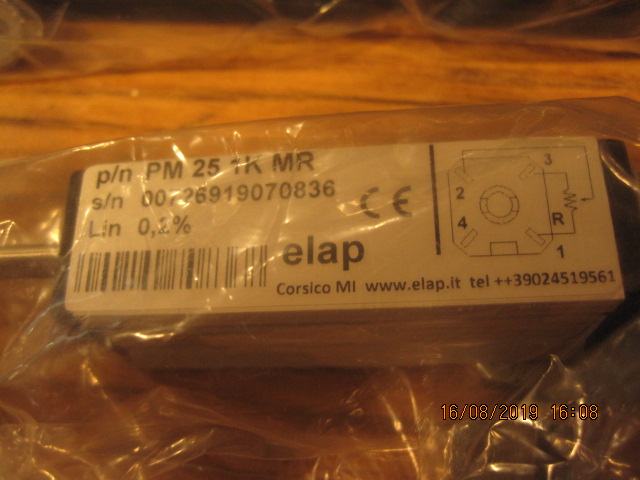 p/n PM 25 1K MR
s/n 00726919070836
Lin 0,2%
CE
elap
Corsico MI www.elap.it tel ++39024519561
3
2
4
R
1
16/08/2019 16:08